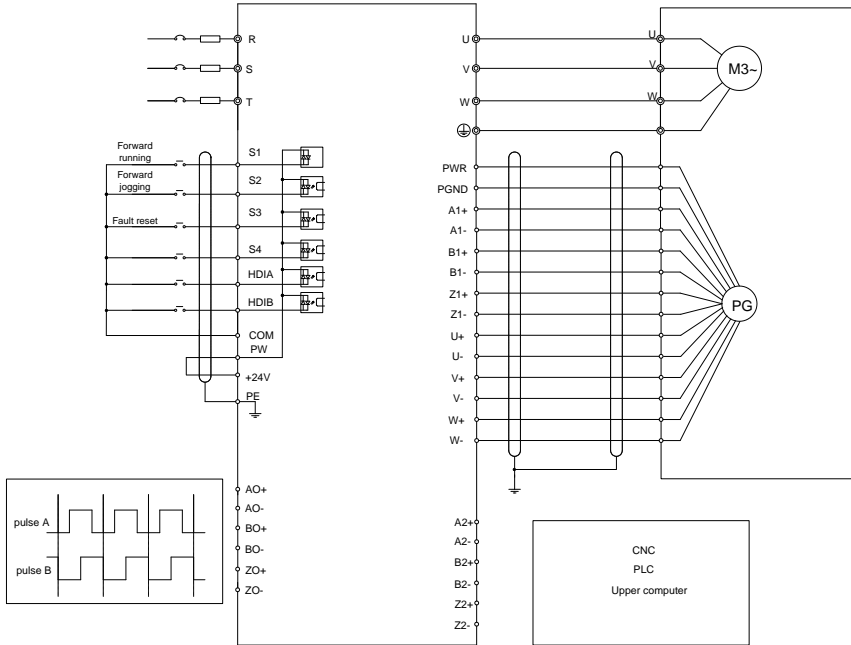 R
S
T
U
V
W
U
V
W
M3~
Forward
running
Forward
jogging
Fault reset
S1
S2
S3
S4
HDIA
HDIB
COM
PW
+24V
PE
PWR
PGND
A1+
A1-
B1+
B1-
Z1+
Z1-
U+
U-
V+
V-
W+
W-
PG
pulse A
pulse B
AO+
AO-
BO+
BO-
ZO+
ZO-
A2+
A2-
B2+
B2-
Z2+
Z2-
CNC
PLC
Upper computer